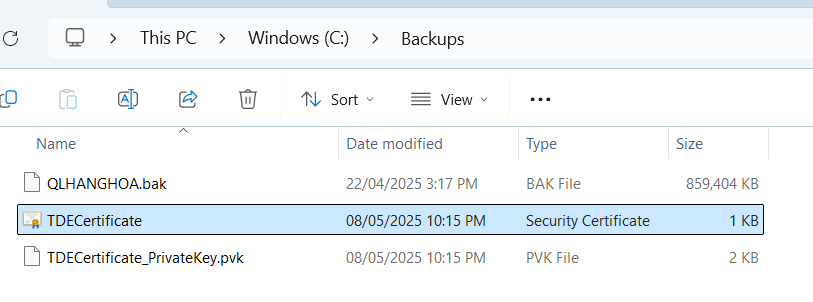 This PC > Windows (C:) > Backups
Sort View ...
Name Date modified Type Size
QLHANGHOA.bak 22/04/2025 3:17 PM BAK File 859,404 KB
TDECertificate 08/05/2025 10:15 PM Security Certificate 1 KB
TDECertificate_PrivateKey.pvk 08/05/2025 10:15 PM PVK File 2 KB